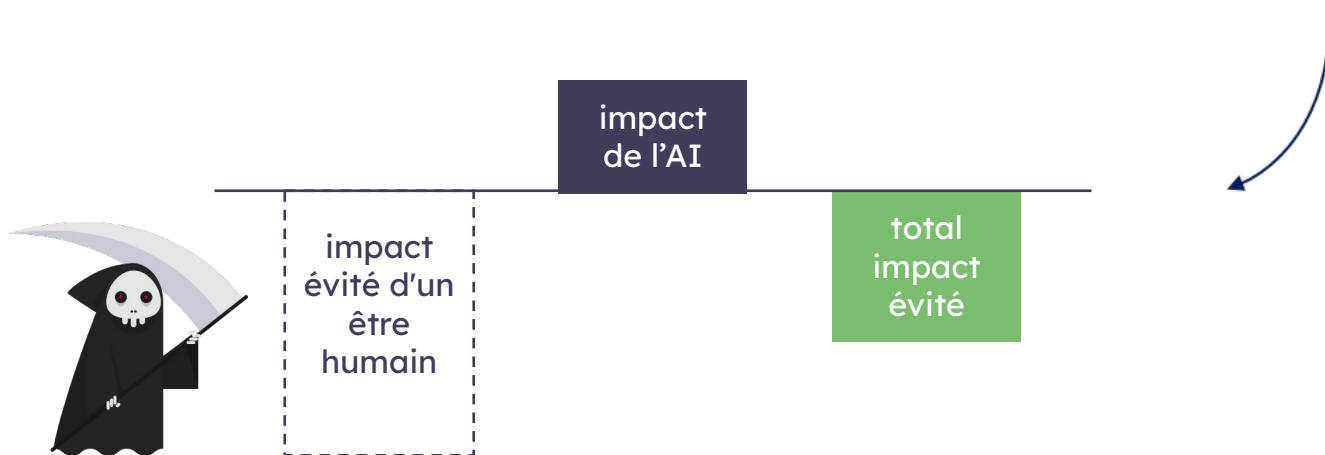 impact
de l’AI
impact
évité d'un
être
humain
total
impact
évité